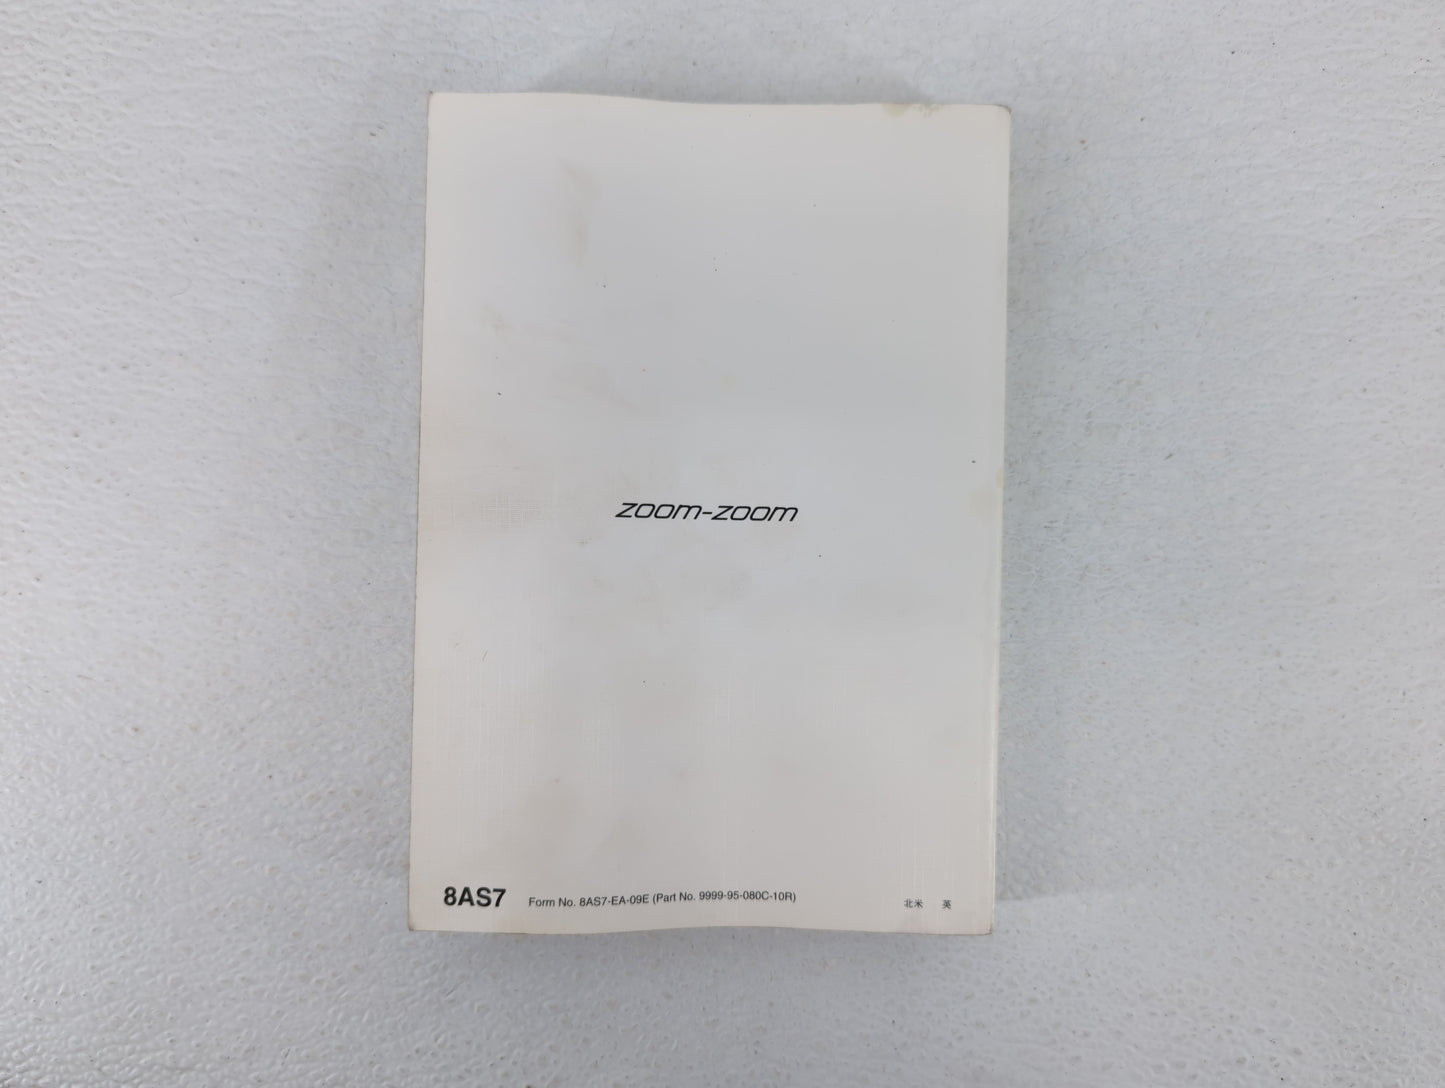 zoom-zoom
8AS7 Form No. 8AS7-EA-09E (Part No. 9999-95-080C-10R) 北米 英